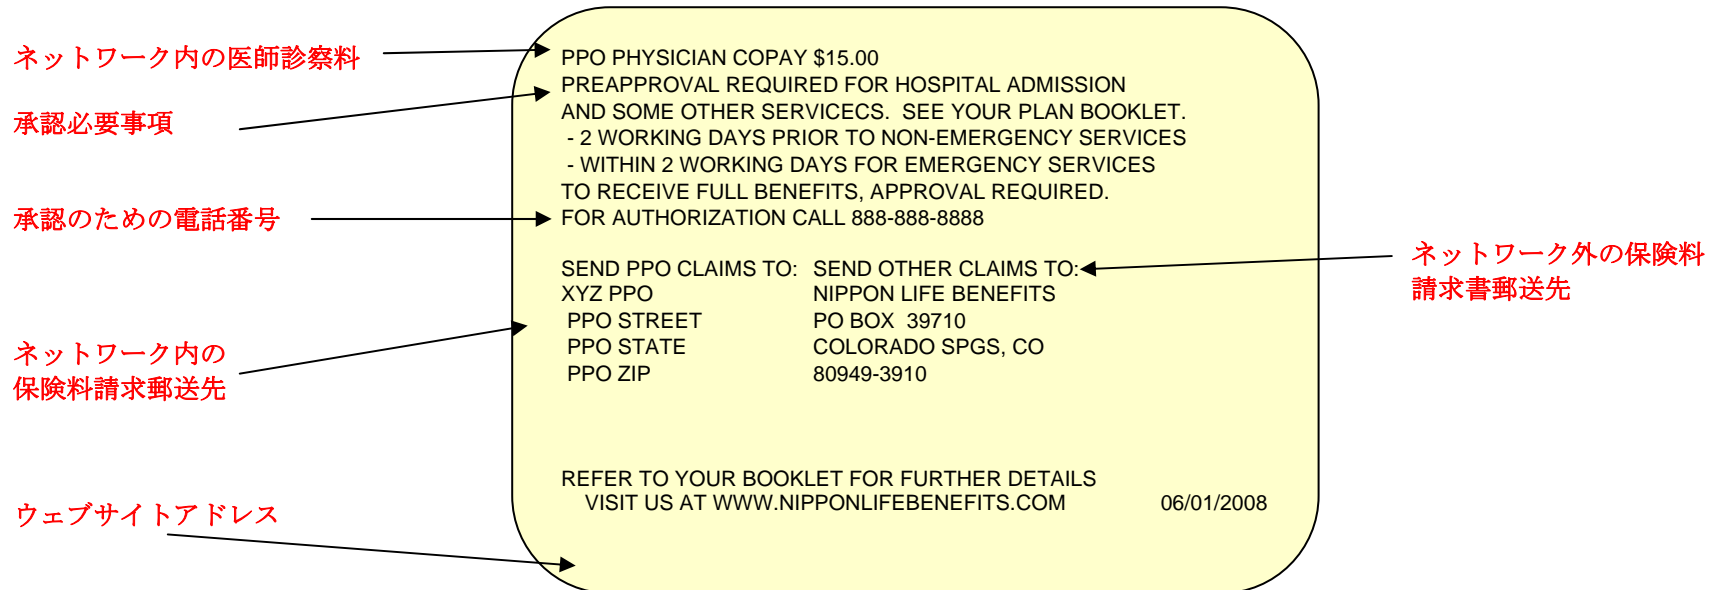 ネットワーク内の医師診察料
承認必要事項
承認のための電話番号
ネットワーク内の
保険料請求郵送先
ウェブサイトアドレス
PPO PHYSICIAN COPAY $15.00
PREAPPROVAL REQUIRED FOR HOSPITAL ADMISSION
AND SOME OTHER SERVICECS. SEE YOUR PLAN BOOKLET.
- 2 WORKING DAYS PRIOR TO NON-EMERGENCY SERVICES
- WITHIN 2 WORKING DAYS FOR EMERGENCY SERVICES
TO RECEIVE FULL BENEFITS, APPROVAL REQUIRED.
FOR AUTHORIZATION CALL 888-888-8888
SEND PPO CLAIMS TO: SEND OTHER CLAIMS TO:
XYZ PPO NIPPON LIFE BENEFITS
PPO STREET PO BOX 39710
PPO STATE COLORADO SPGS, CO
PPO ZIP 80949-3910
REFER TO YOUR BOOKLET FOR FURTHER DETAILS
VISIT US AT WWW.NIPPONLIFEBENEFITS.COM 06/01/2008
ネットワーク外の保険料
請求書郵送先